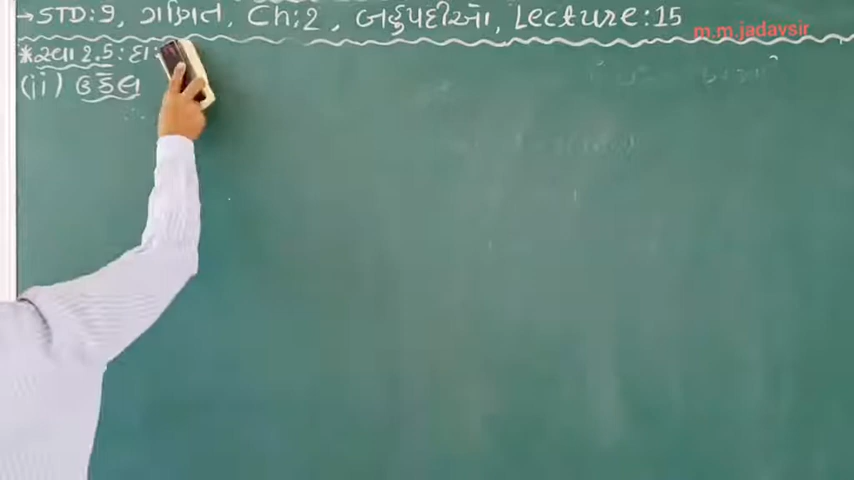 →STD:9, ગણિત, Ch:2, બહુપદીઓ, Lecture:15
m.m.jadavsir
*સ્વા 2.5: દા:
(ii) ઉકેલ